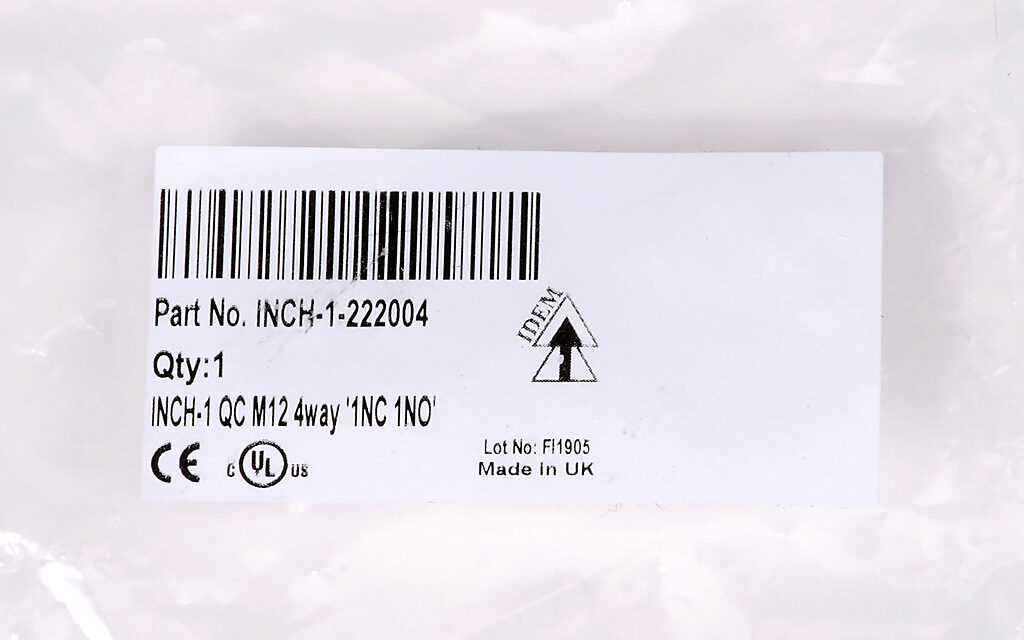 Part No. INCH-1-222004
IDEM
Qty:1
INCH-1 QC M12 4way '1NC 1NO'
CE
C UL US
Lot No: FI1905
Made in UK